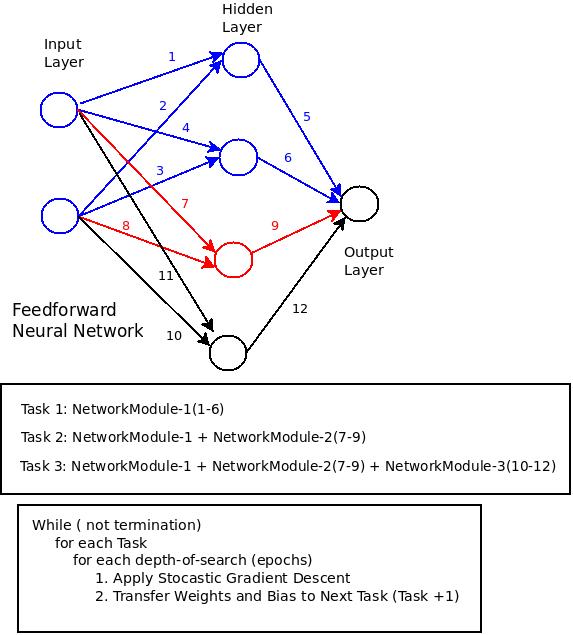 Hidden
Layer
Input
Layer
1
2
4
3
5
6
7
8
9
11
10
12
Output
Layer
Feedforward
Neural Network
Task 1: NetworkModule-1(1-6)
Task 2: NetworkModule-1 + NetworkModule-2(7-9)
Task 3: NetworkModule-1 + NetworkModule-2(7-9) + NetworkModule-3(10-12)
While ( not termination)
for each Task
for each depth-of-search (epochs)
1. Apply Stocastic Gradient Descent
2. Transfer Weights and Bias to Next Task (Task +1)